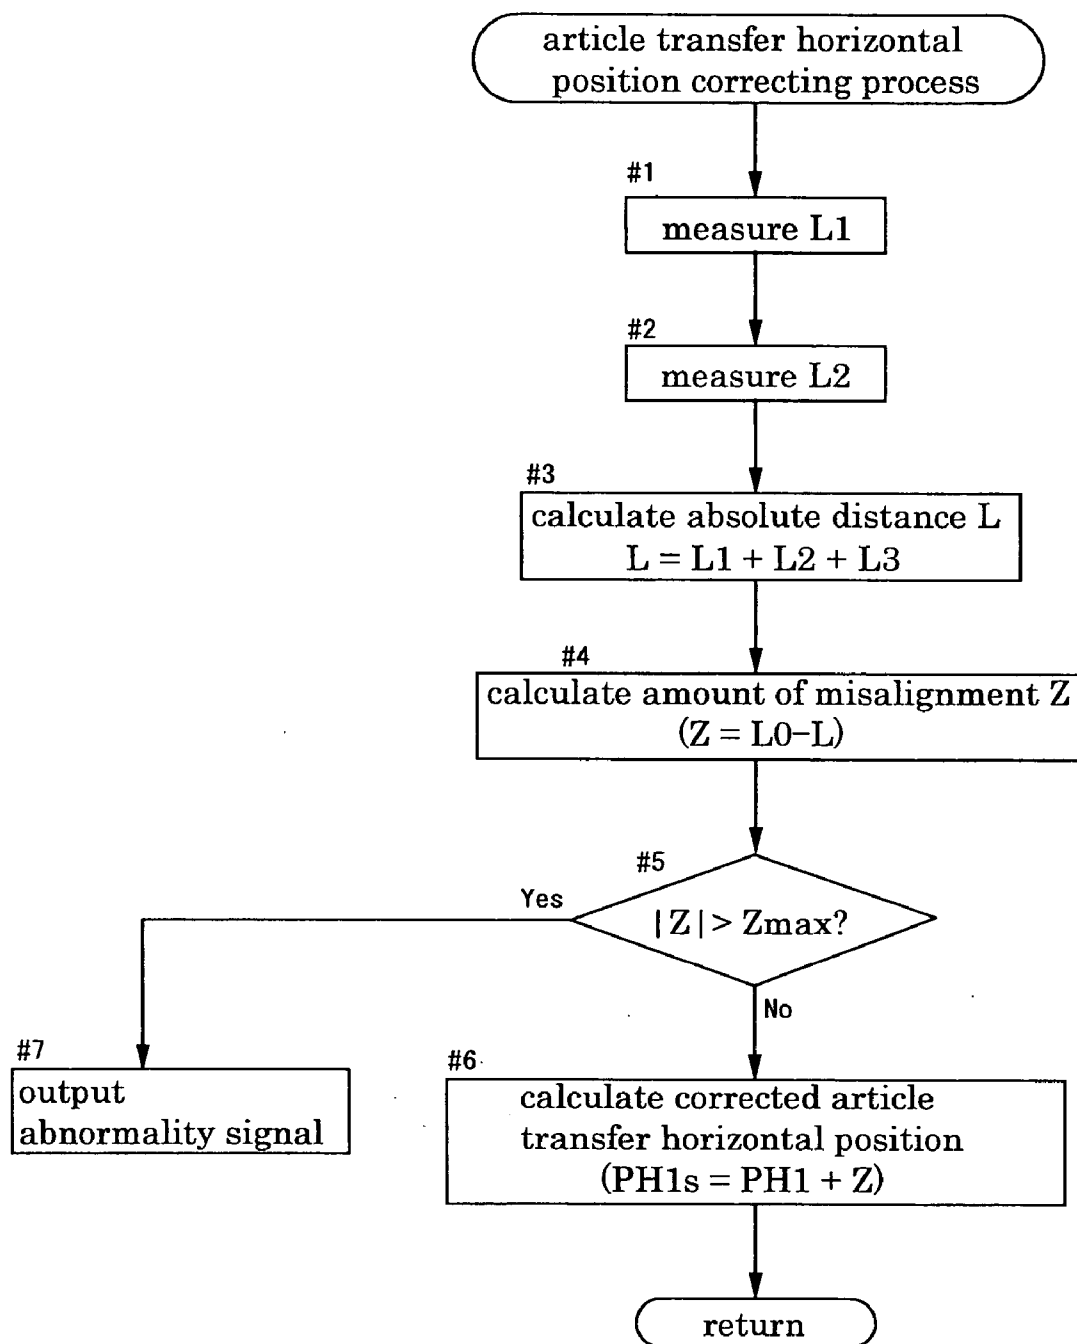 article transfer horizontal
position correcting process
#1
measure L1
#2
measure L2
#3
calculate absolute distance L
L = L1 + L2 + L3
#4
calculate amount of misalignment Z
(Z = L0−L)
#5
|Z| > Zmax?
Yes
No
#7
output
abnormality signal
#6
calculate corrected article
transfer horizontal position
(PH1s = PH1 + Z)
return